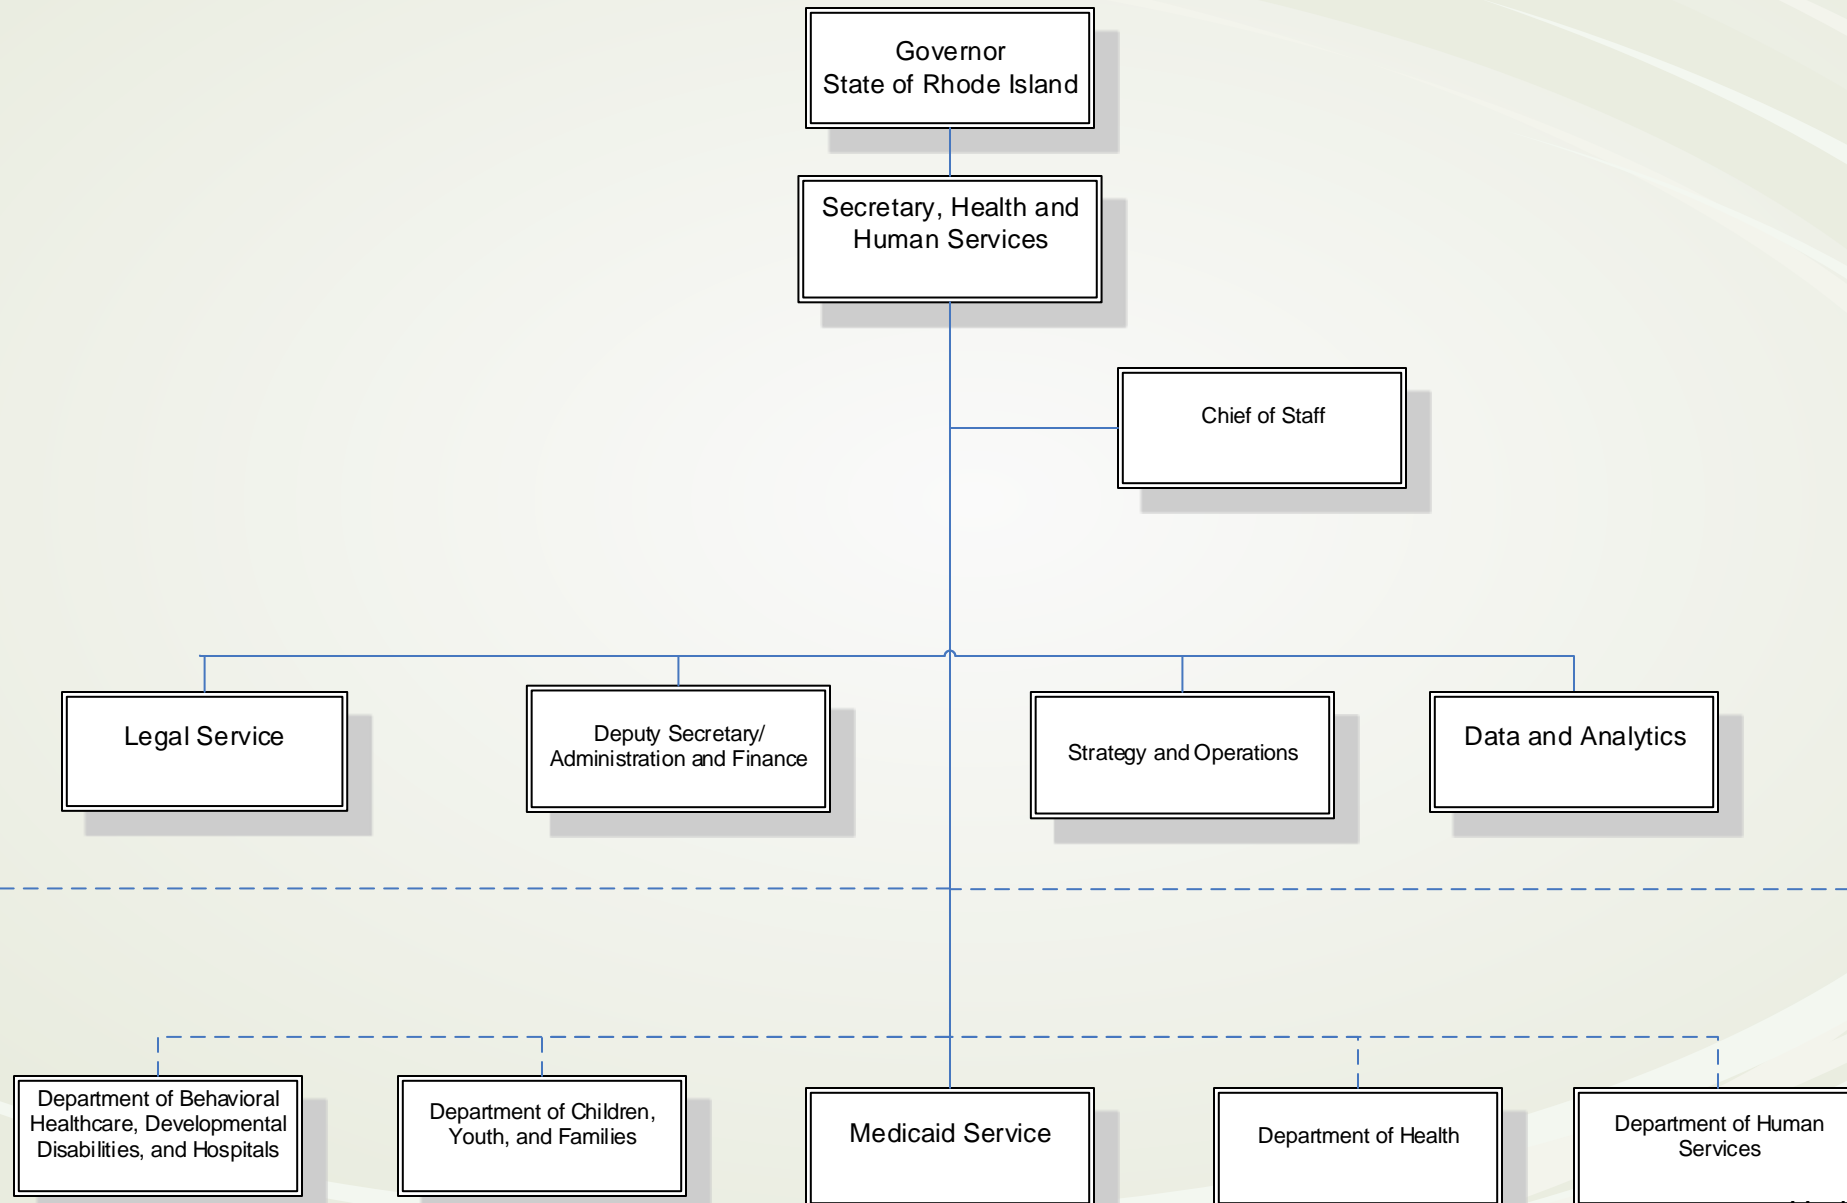 Governor
State of Rhode Island
Secretary, Health and
Human Services
Chief of Staff
Legal Service
Deputy Secretary/
Administration and Finance
Strategy and Operations
Data and Analytics
Department of Behavioral
Healthcare, Developmental
Disabilities, and Hospitals
Department of Children,
Youth, and Families
Medicaid Service
Department of Health
Department of Human
Services